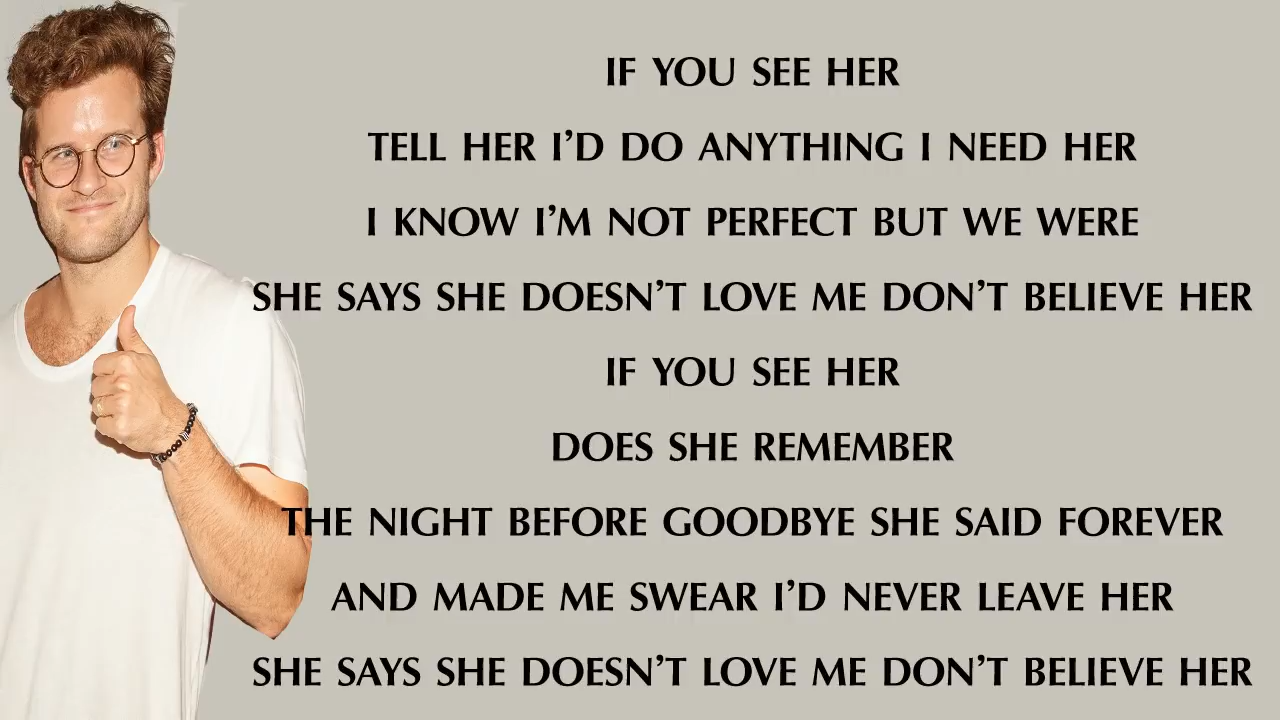 IF YOU SEE HER
TELL HER I’D DO ANYTHING I NEED HER
I KNOW I’M NOT PERFECT BUT WE WERE
SHE SAYS SHE DOESN’T LOVE ME DON’T BELIEVE HER
IF YOU SEE HER
DOES SHE REMEMBER
THE NIGHT BEFORE GOODBYE SHE SAID FOREVER
AND MADE ME SWEAR I’D NEVER LEAVE HER
SHE SAYS SHE DOESN’T LOVE ME DON’T BELIEVE HER